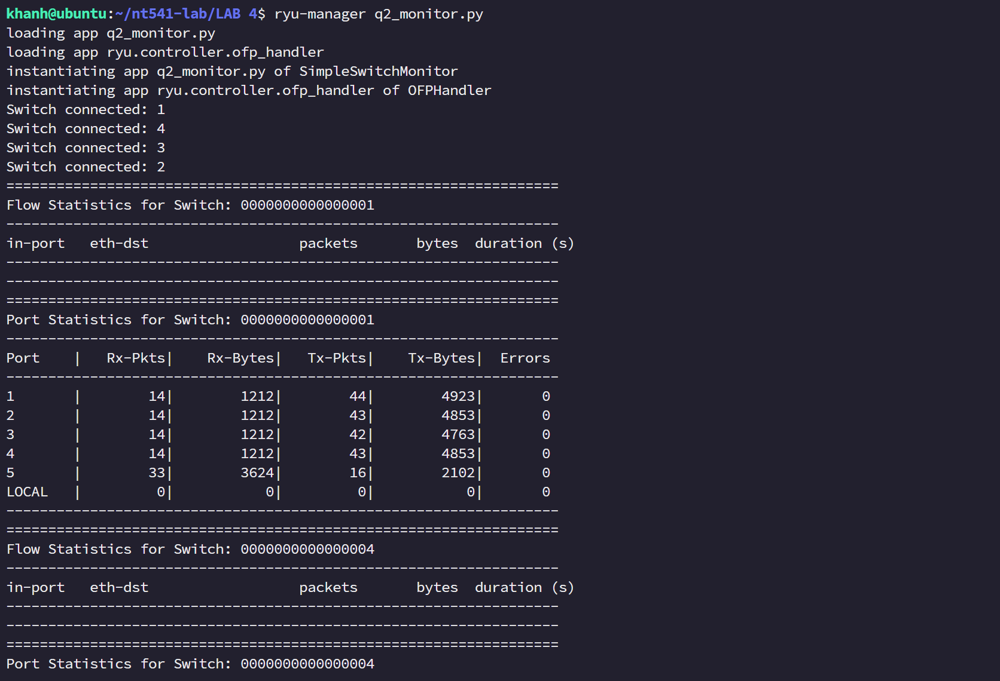 khanh@ubuntu:~/nt541-lab/LAB 4$ ryu-manager q2_monitor.py
loading app q2_monitor.py
loading app ryu.controller.ofp_handler
instantiating app q2_monitor.py of SimpleSwitchMonitor
instantiating app ryu.controller.ofp_handler of OFPHandler
Switch connected: 1
Switch connected: 4
Switch connected: 3
Switch connected: 2
==================================================================
Flow Statistics for Switch: 0000000000000001
------------------------------------------------------------------
in-port   eth-dst                  packets       bytes  duration (s)
------------------------------------------------------------------
------------------------------------------------------------------
==================================================================
Port Statistics for Switch: 0000000000000001
------------------------------------------------------------------
Port    |   Rx-Pkts|    Rx-Bytes|   Tx-Pkts|    Tx-Bytes|  Errors
------------------------------------------------------------------
1       |        14|        1212|        44|        4923|       0
2       |        14|        1212|        43|        4853|       0
3       |        14|        1212|        42|        4763|       0
4       |        14|        1212|        43|        4853|       0
5       |        33|        3624|        16|        2102|       0
LOCAL   |         0|           0|         0|           0|       0
------------------------------------------------------------------
==================================================================
Flow Statistics for Switch: 0000000000000004
------------------------------------------------------------------
in-port   eth-dst                  packets       bytes  duration (s)
------------------------------------------------------------------
------------------------------------------------------------------
==================================================================
Port Statistics for Switch: 0000000000000004